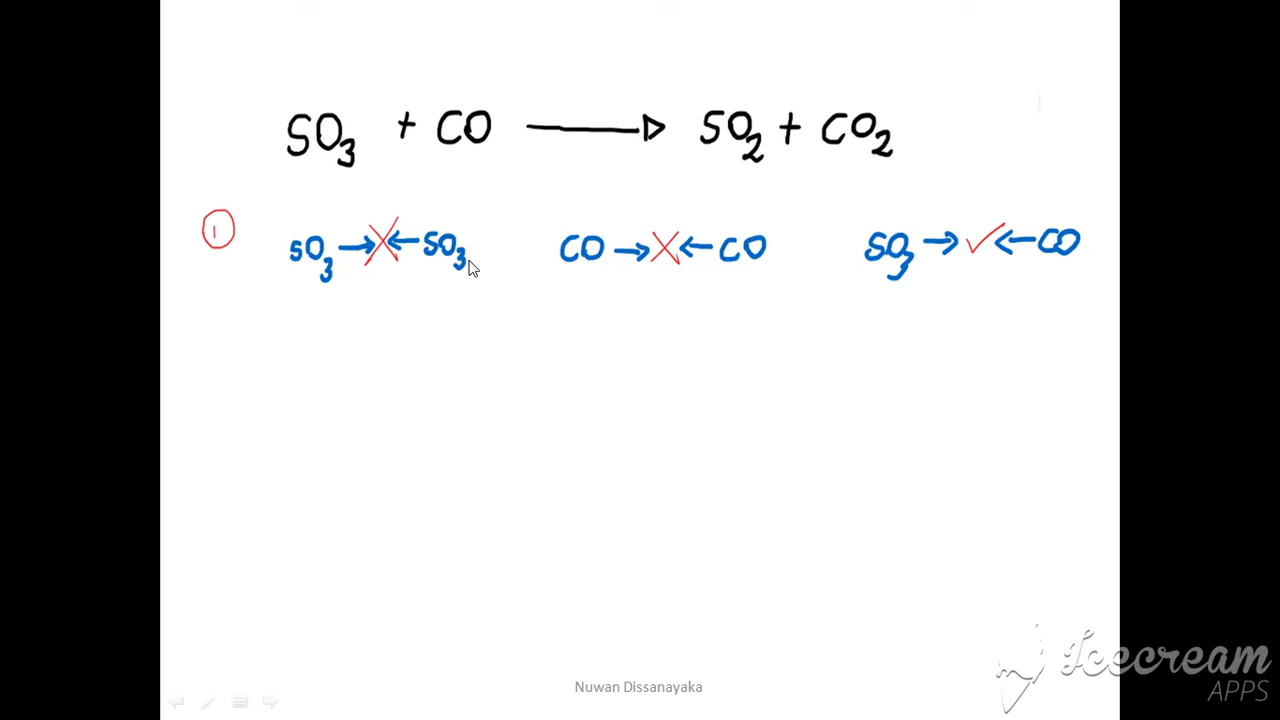 SO₃ + CO ⟶ SO₂ + CO₂
① SO₃ → X ← SO₃ CO → X ← CO SO₃ → ✓ ← CO
Nuwan Dissanayaka
Icecream
APPS